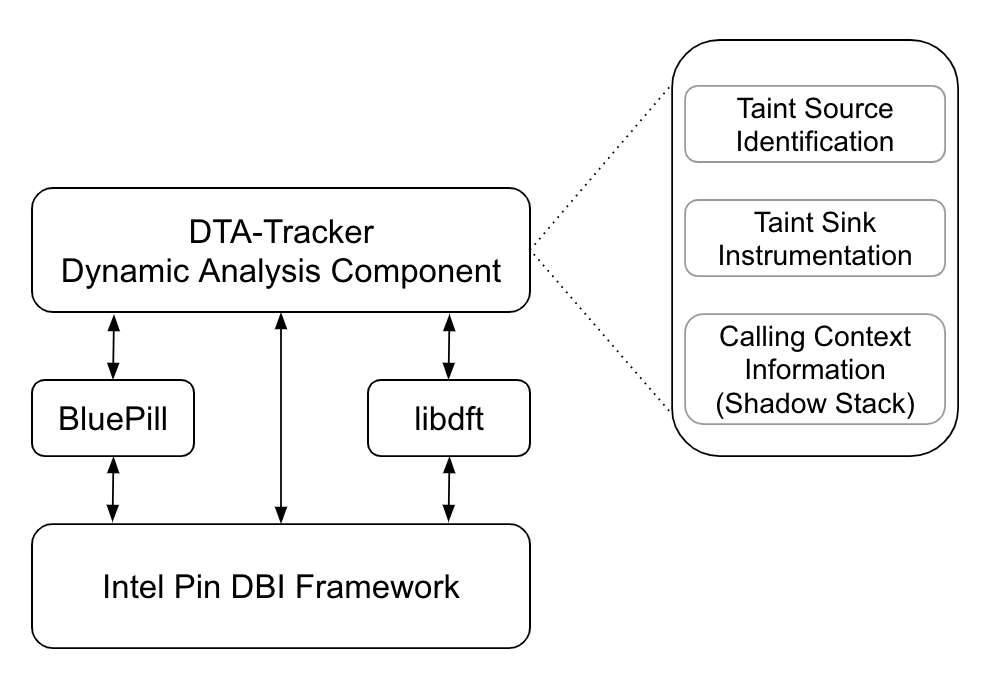 Taint Source
Identification
Taint Sink
Instrumentation
Calling Context
Information
(Shadow Stack)
DTA-Tracker
Dynamic Analysis Component
BluePill
libdft
Intel Pin DBI Framework